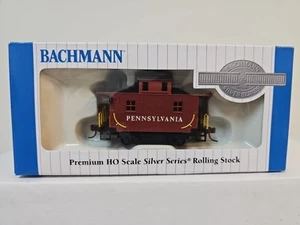 BACHMANN
PENNSYLVANIA
Premium HO Scale Silver Series® Rolling Stock